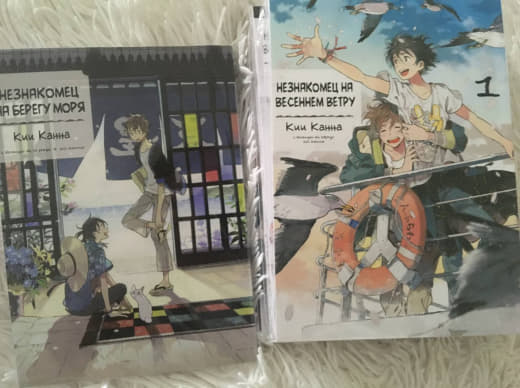 НЕЗНАКОМЕЦ
НА БЕРЕГУ МОРЯ
Кии Канна
НЕЗНАКОМЕЦ НА
ВЕСЕННЕМ ВЕТРУ
Кии Канна
1